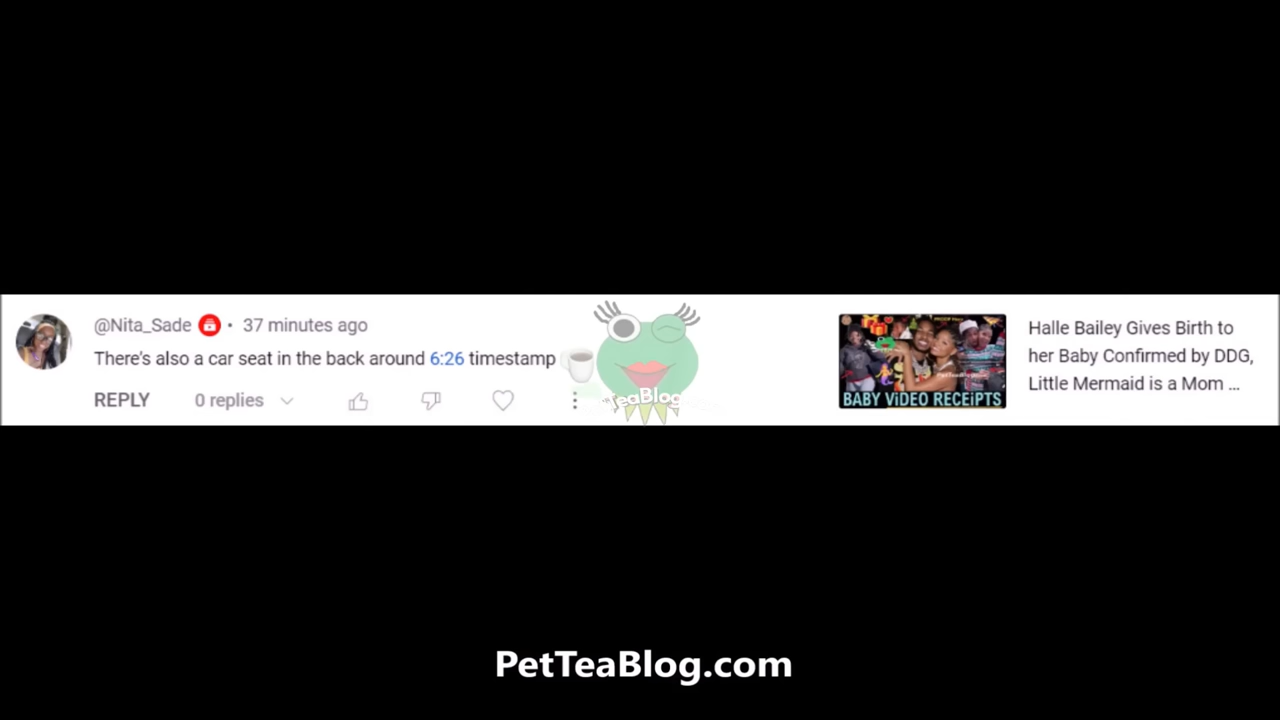 @Nita_Sade • 37 minutes ago
There's also a car seat in the back around 6:26 timestamp
REPLY 0 replies
TeaBlog
BABY ViDEO RECEiPTS
Halle Bailey Gives Birth to
her Baby Confirmed by DDG,
Little Mermaid is a Mom ...
PetTeaBlog.com